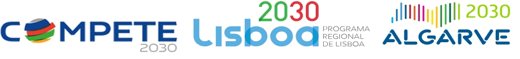 COMPETE
2030
2030
Lisboa
PROGRAMA
REGIONAL
DE LISBOA
2030
ALGARVE